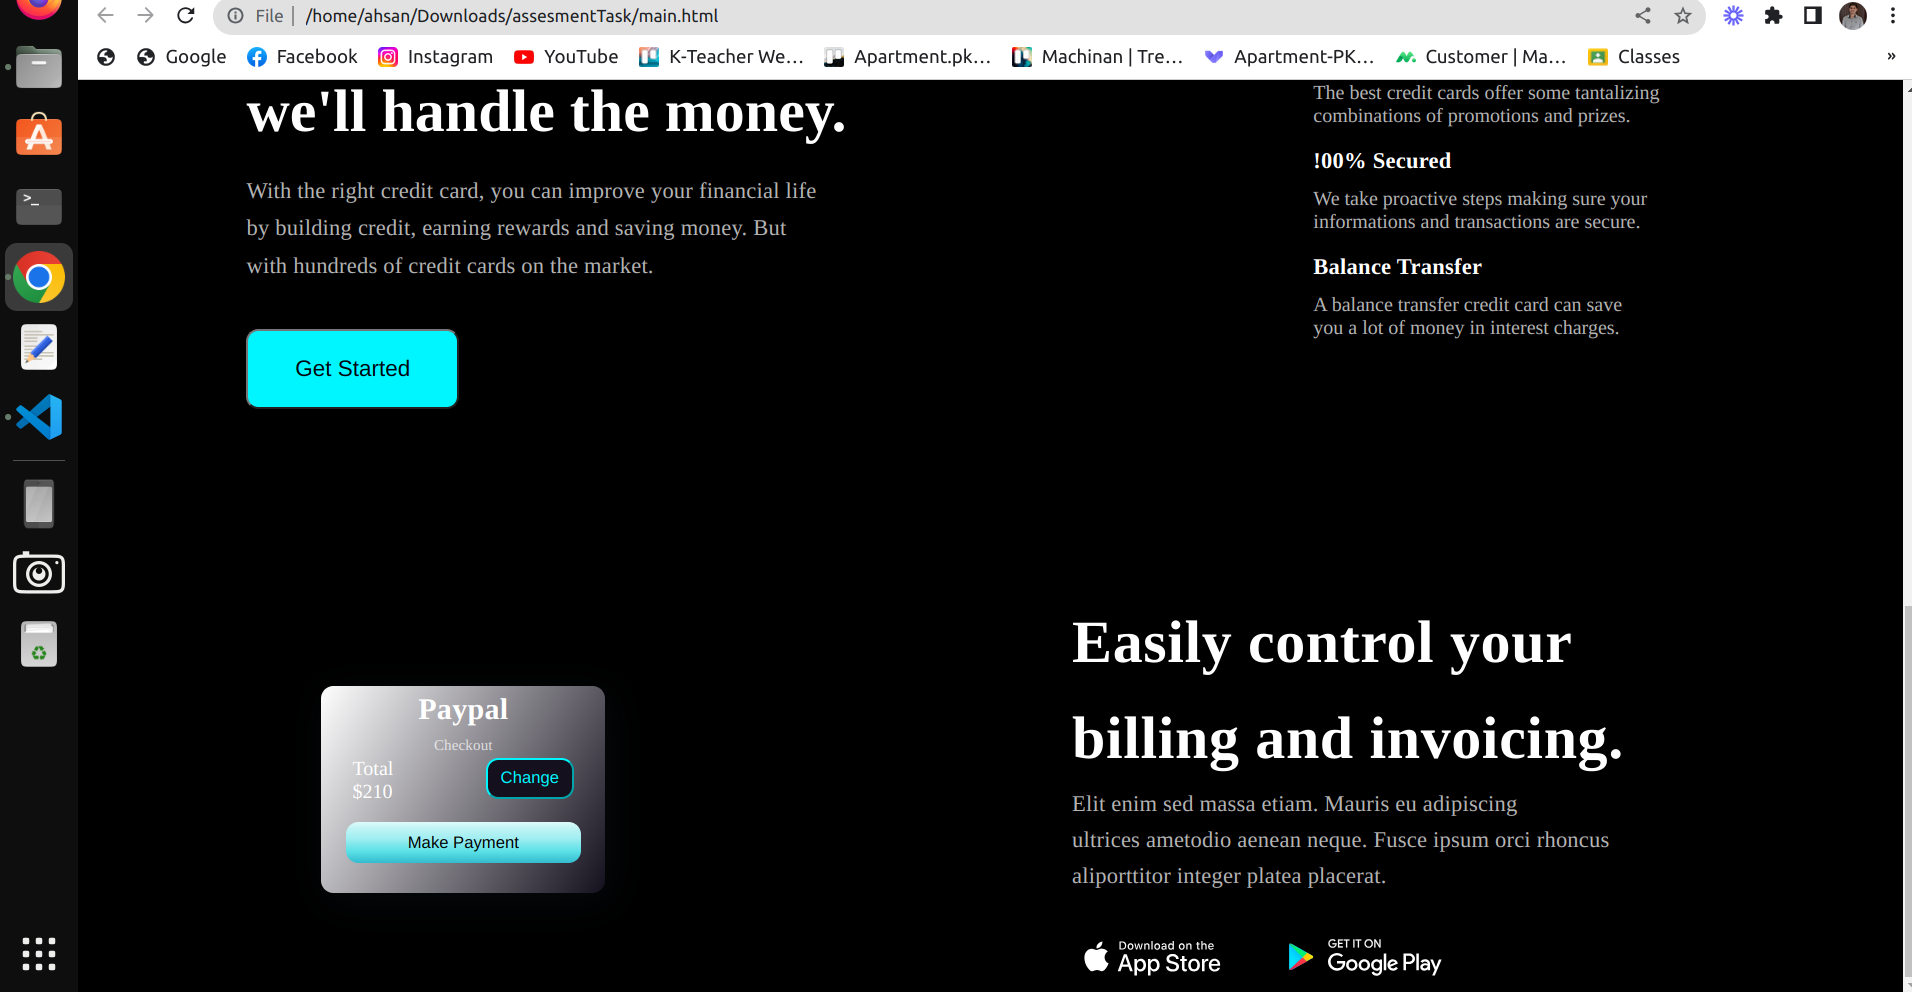 File | /home/ahsan/Downloads/assesmentTask/main.html
Google Facebook Instagram YouTube K-Teacher We... Apartment.pk... Machinan | Tre... Apartment-PK... Customer | Ma... Classes »
we'll handle the money.
With the right credit card, you can improve your financial life
by building credit, earning rewards and saving money. But
with hundreds of credit cards on the market.
Get Started
The best credit cards offer some tantalizing
combinations of promotions and prizes.
!00% Secured
We take proactive steps making sure your
informations and transactions are secure.
Balance Transfer
A balance transfer credit card can save
you a lot of money in interest charges.
Paypal
Checkout
Total
$210
Change
Make Payment
Easily control your
billing and invoicing.
Elit enim sed massa etiam. Mauris eu adipiscing
ultrices ametodio aenean neque. Fusce ipsum orci rhoncus
aliporttitor integer platea placerat.
Download on the
App Store
GET IT ON
Google Play